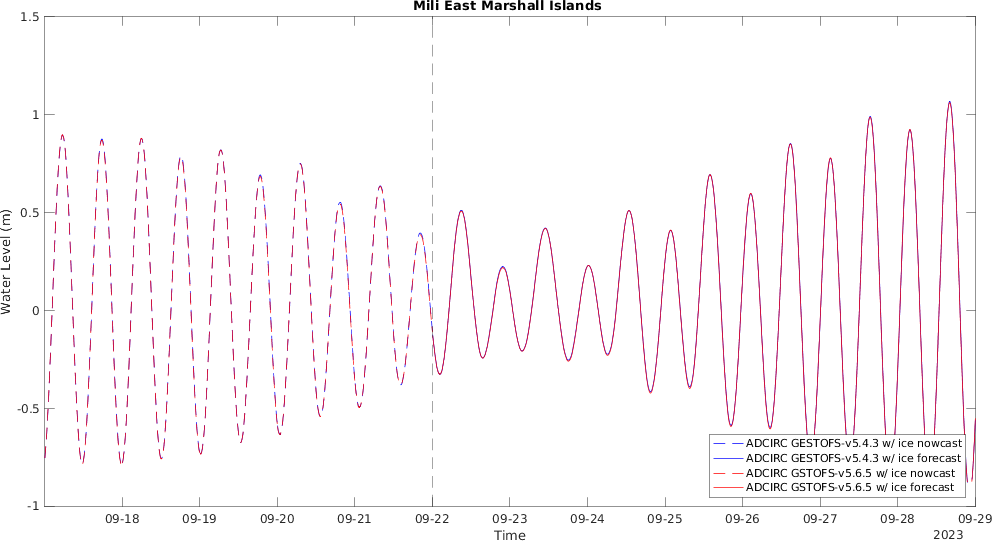 Mili East Marshall Islands
1.5
1
0.5
0
-0.5
-1
Water Level (m)
ADCIRC GESTOFS-v5.4.3 w/ ice nowcast
ADCIRC GESTOFS-v5.4.3 w/ ice forecast
ADCIRC GSTOFS-v5.6.5 w/ ice nowcast
ADCIRC GSTOFS-v5.6.5 w/ ice forecast
09-18 09-19 09-20 09-21 09-22 09-23 09-24 09-25 09-26 09-27 09-28 09-29
Time
2023